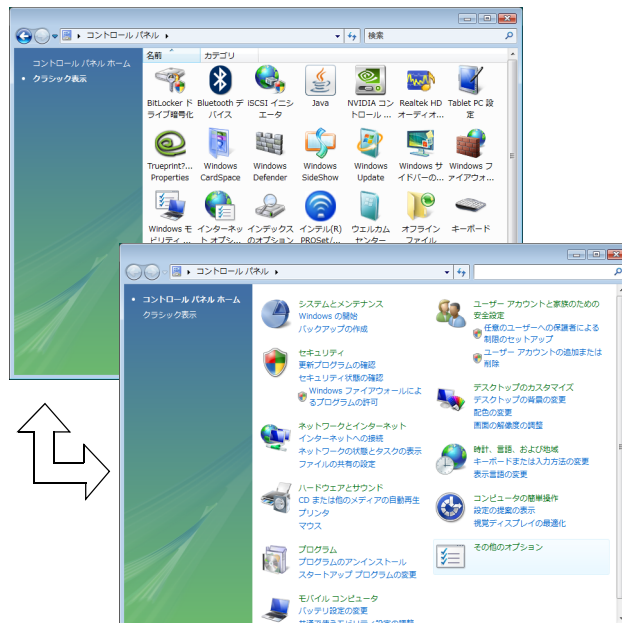 コントロール パネル
検索
コントロール パネル ホーム
• クラシック表示
名前 カテゴリ
BitLocker ド Bluetooth デ iSCSI イニシ Java NVIDIA コン Realtek HD Tablet PC 設
ライブ暗号化 バイス エータ トロール ... オーディオ... 定
Trueprint?... Windows Windows Windows Windows Windows サ Windows フ
Properties CardSpace Defender SideShow Update イドバーの... ァイアウォ...
Windows モ インターネッ インデックス インテル(R) ウェルカム オフライン キーボード
ビリティ ... ト オプシ... のオプション PROSet/... センター ファイル
コントロール パネル
• コントロール パネル ホーム
クラシック表示
システムとメンテナンス
Windows の開始
バックアップの作成
セキュリティ
更新プログラムの確認
セキュリティ状態の確認
Windows ファイアウォールによ
るプログラムの許可
ネットワークとインターネット
インターネットへの接続
ネットワークの状態とタスクの表示
ファイルの共有の設定
ハードウェアとサウンド
CD または他のメディアの自動再生
プリンタ
マウス
プログラム
プログラムのアンインストール
スタートアップ プログラムの変更
モバイル コンピュータ
バッテリ設定の変更
共通で使うモビリティ設定の調整
ユーザー アカウントと家族のための
安全設定
任意のユーザーへの保護者による
制限のセットアップ
ユーザー アカウントの追加または
削除
デスクトップのカスタマイズ
デスクトップの背景の変更
配色の変更
画面の解像度の調整
時計、言語、および地域
キーボードまたは入力方法の変更
表示言語の変更
コンピュータの簡単操作
設定の提案の表示
視覚ディスプレイの最適化
その他のオプション